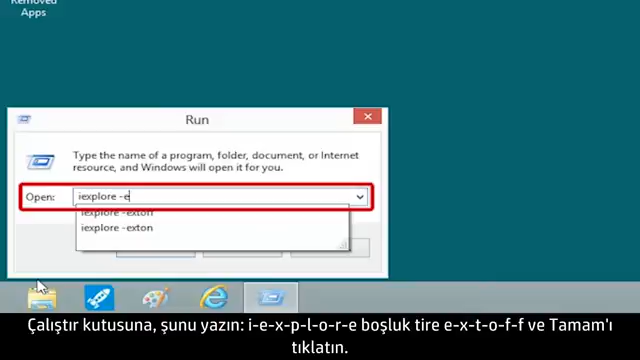 Removed
Apps
Run
Type the name of a program, folder, document, or Internet
resource, and Windows will open it for you.
Open: iexplore -e
iexplore -exton
iexplore -exton
Çalıştır kutusuna, şunu yazın: i-e-x-p-l-o-r-e boşluk tire e-x-t-o-f-f ve Tamam'ı
tıklatın.